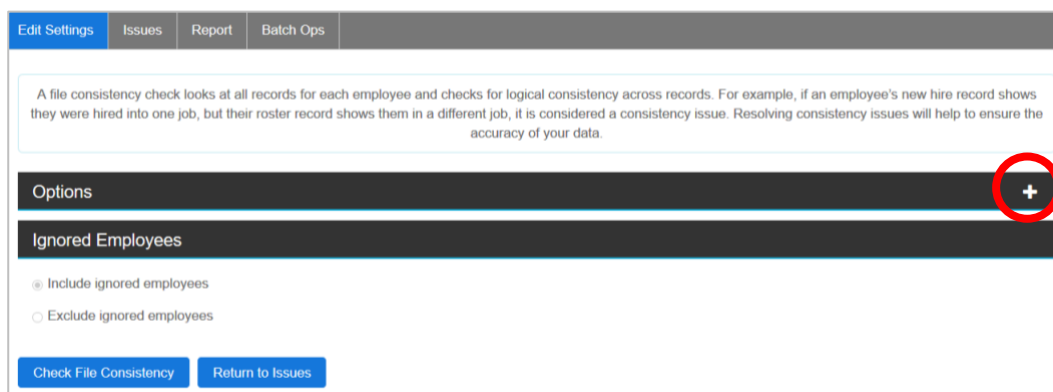 Edit Settings Issues Report Batch Ops
A file consistency check looks at all records for each employee and checks for logical consistency across records. For example, if an employee's new hire record shows
they were hired into one job, but their roster record shows them in a different job, it is considered a consistency issue. Resolving consistency issues will help to ensure the
accuracy of your data.
Options +
Ignored Employees
Include ignored employees
Exclude ignored employees
Check File Consistency Return to Issues